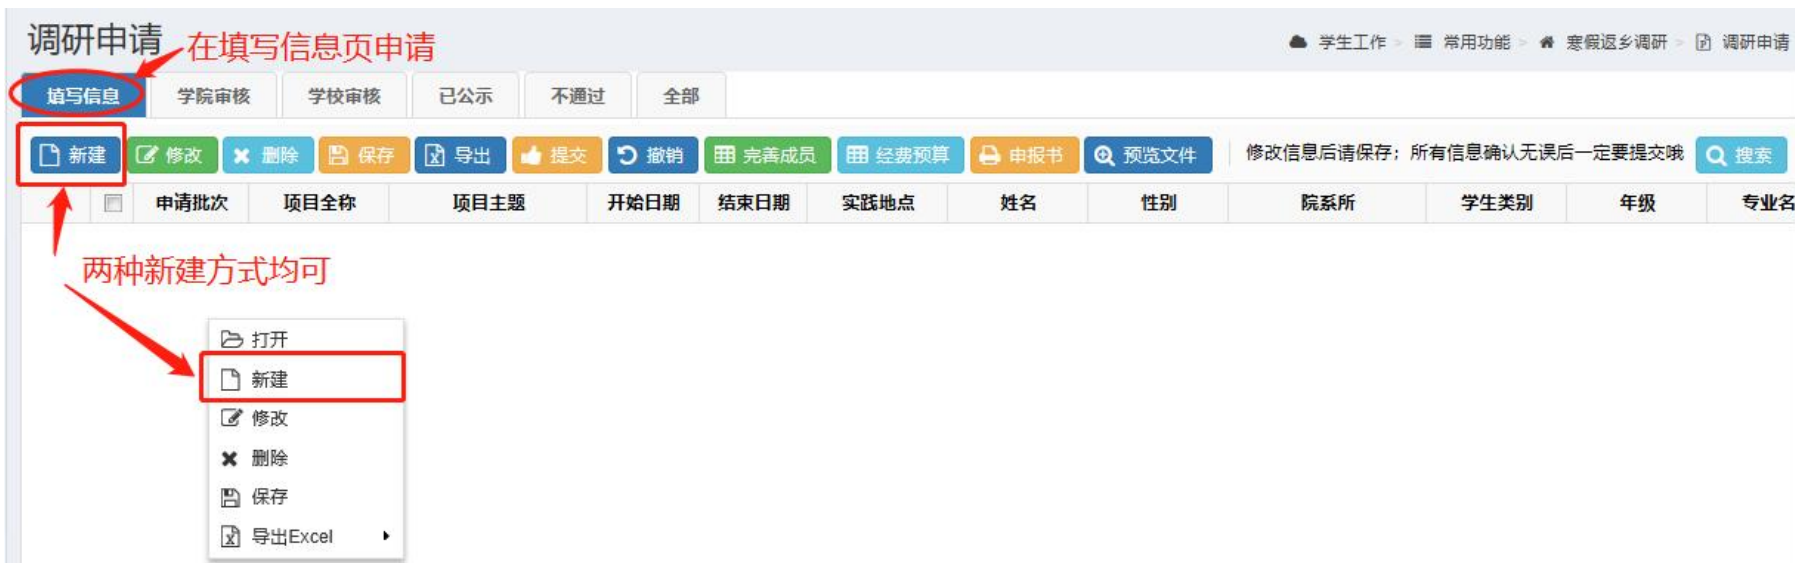 调研申请
在填写信息页申请
学生工作 > 常用功能 > 寒假返乡调研 > 调研申请
填写信息 学院审核 学校审核 已公示 不通过 全部
新建 修改 删除 保存 导出 提交 撤销 完善成员 经费预算 申报书 预览文件 修改信息后请保存；所有信息确认无误后一定要提交哦 搜索
申请批次 项目全称 项目主题 开始日期 结束日期 实践地点 姓名 性别 院系所 学生类别 年级 专业名
两种新建方式均可
打开
新建
修改
删除
保存
导出Excel